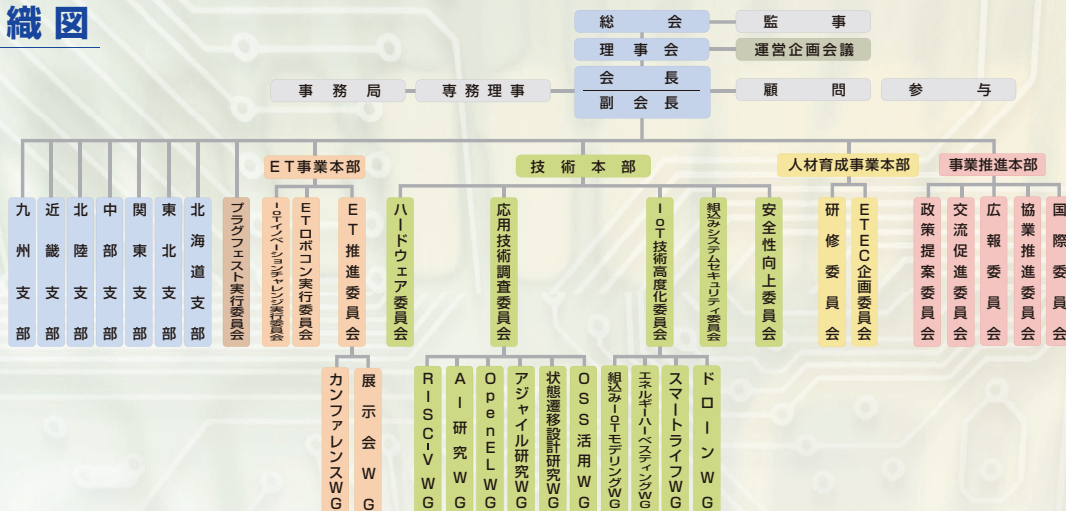 織図
総会
監事
理事会
運営企画会議
会長
副会長
事務局
専務理事
顧問
参与
ET事業本部
技術本部
人材育成事業本部
事業推進本部
九州支部
近畿支部
北陸支部
中部支部
関東支部
東北支部
北海道支部
プラグフェスト実行委員会
IoTイノベーションチャレンジ実行委員会
ETロボコン実行委員会
ET推進委員会
ハードウェア委員会
応用技術調査委員会
IoT技術高度化委員会
組込みシステムセキュリティ委員会
安全性向上委員会
研修委員会
ETEC企画委員会
政策提案委員会
交流促進委員会
広報委員会
協業推進委員会
国際委員会
カンファレンスWG
展示会WG
RISC-V WG
AI研究WG
OpenEL WG
アジャイル研究WG
状態遷移設計研究WG
OSS活用WG
組込みIoTモデリングWG
エネルギーハーベスティングWG
スマートライフWG
ドローンWG